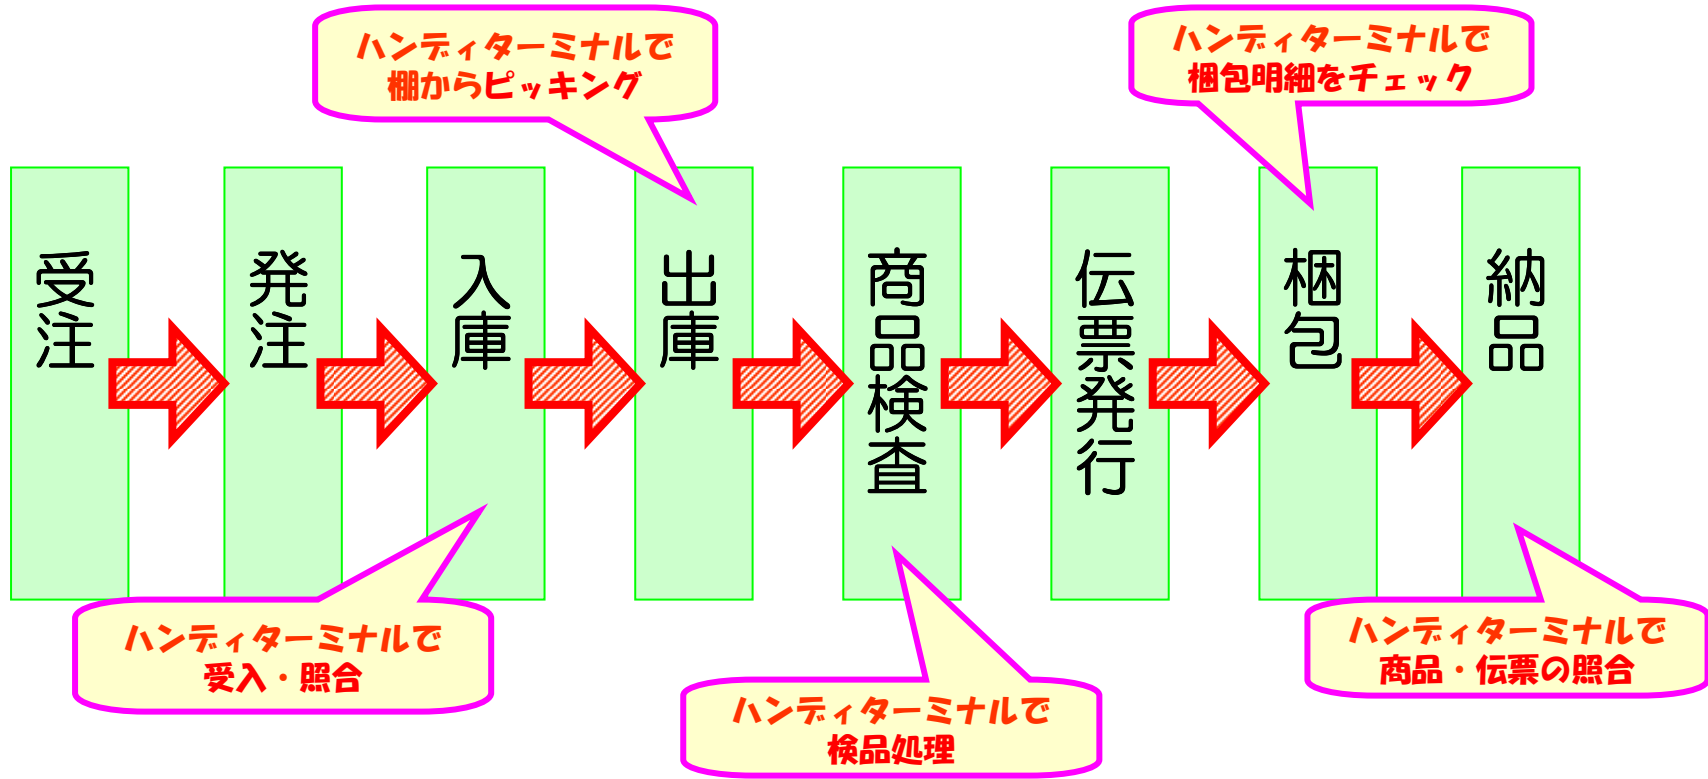 ハンディターミナルで
棚からピッキング
ハンディターミナルで
梱包明細をチェック
受注
発注
入庫
出庫
商品検査
伝票発行
梱包
納品
ハンディターミナルで
受入・照合
ハンディターミナルで
検品処理
ハンディターミナルで
商品・伝票の照合